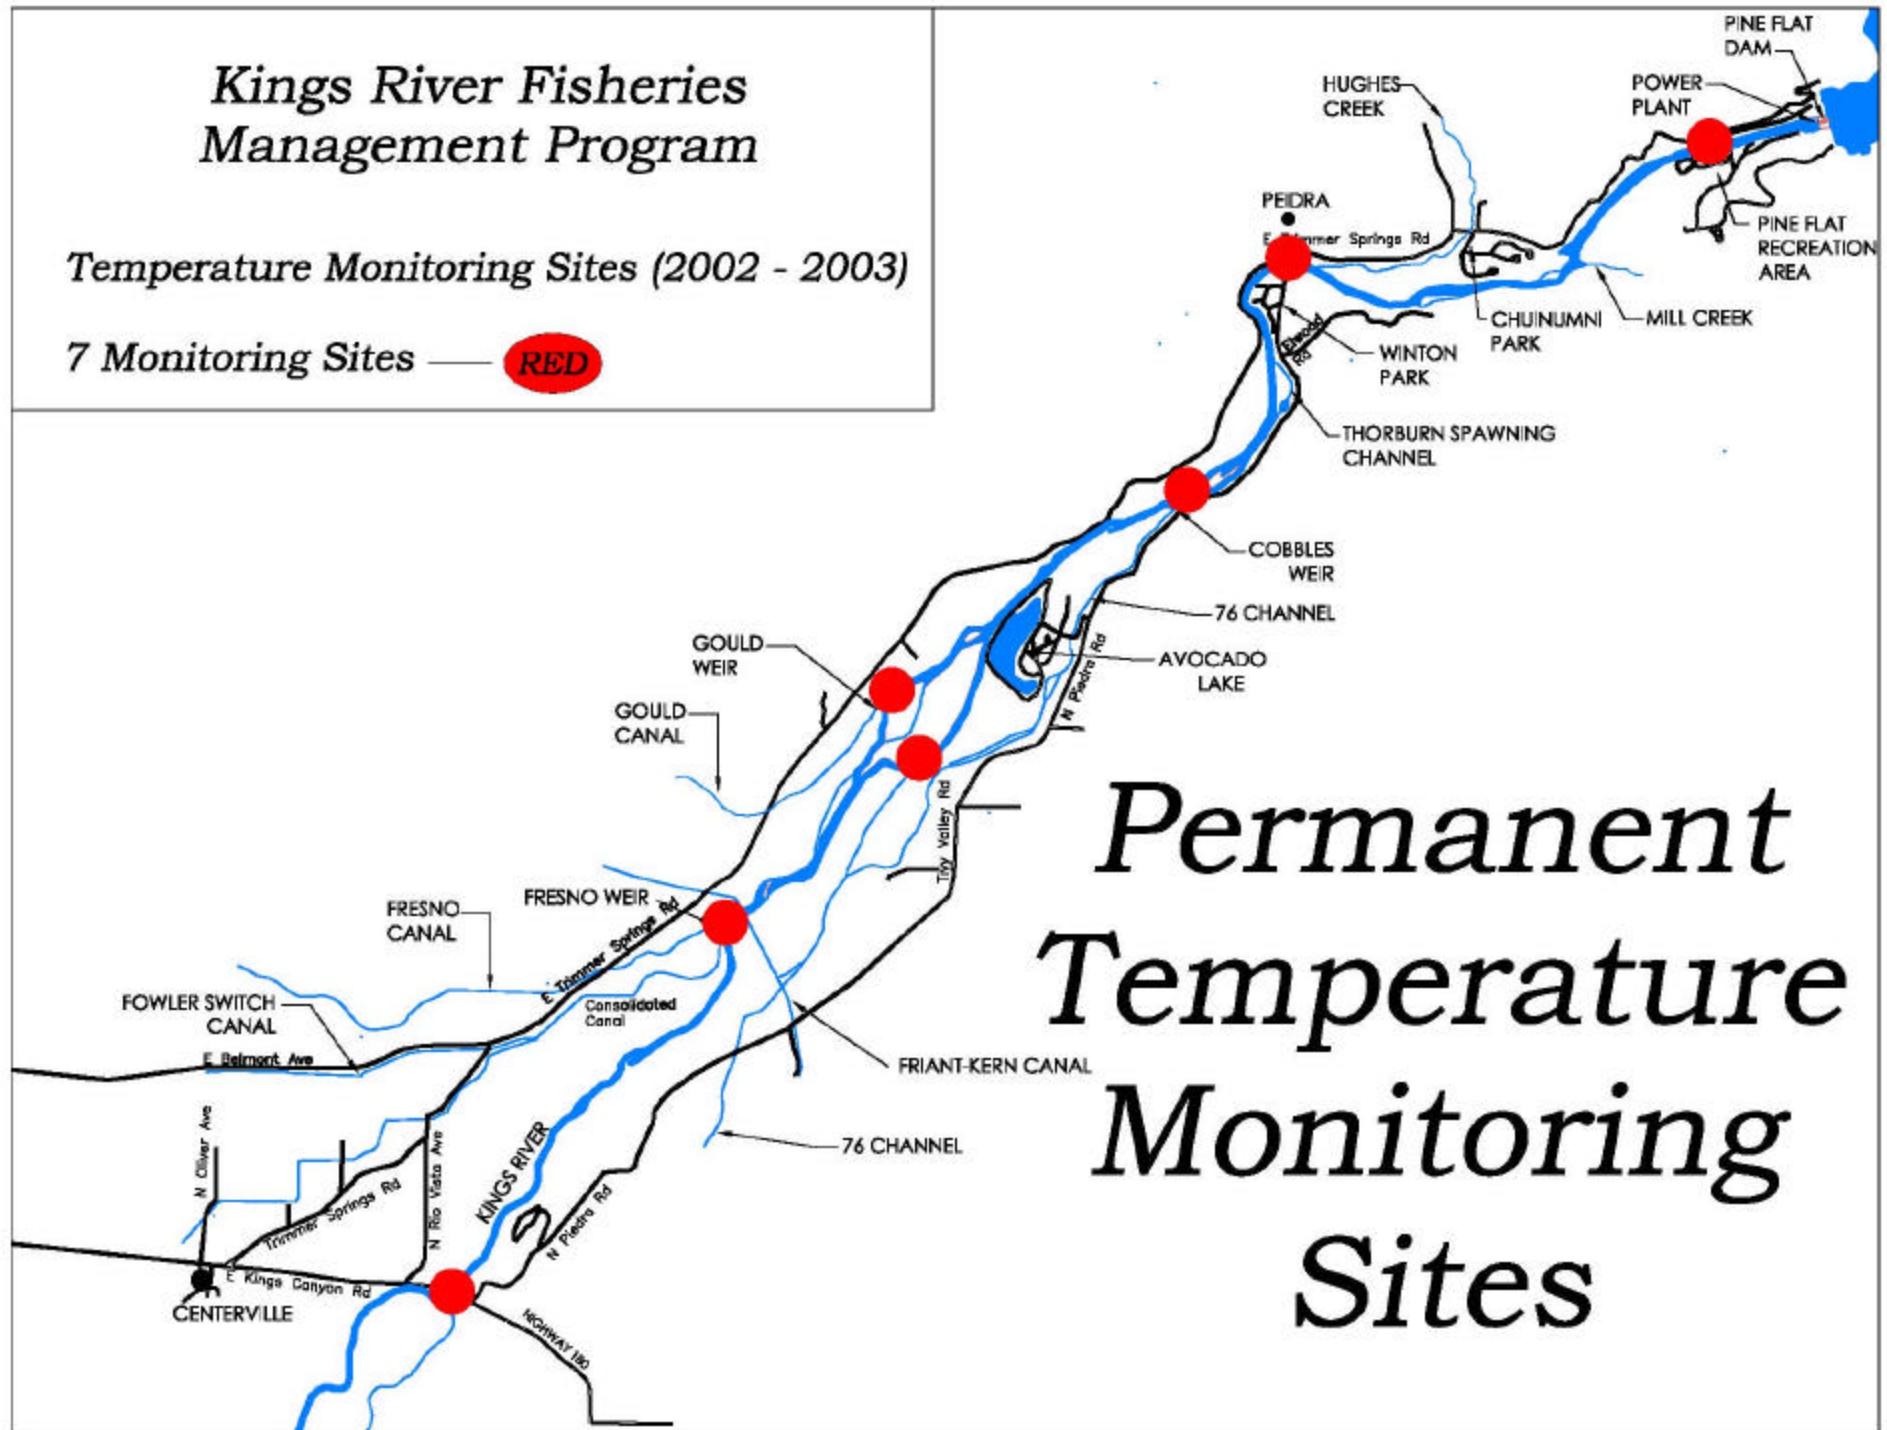 Kings River Fisheries
Management Program
Temperature Monitoring Sites (2002 - 2003)
7 Monitoring Sites
RED
PINE FLAT
DAM
POWER
PLANT
HUGHES
CREEK
PEIDRA
E Trimmer Springs Rd
PINE FLAT
RECREATION
AREA
CHUINUMNI
PARK
MILL CREEK
Elwood
Rd
WINTON
PARK
THORBURN SPAWNING
CHANNEL
COBBLES
WEIR
76 CHANNEL
GOULD
WEIR
AVOCADO
LAKE
N Piedra Rd
GOULD
CANAL
Tivy Valley Rd
Permanent
Temperature
Monitoring
Sites
FRESNO WEIR
FRESNO
CANAL
E Trimmer Springs Rd
Consolidated
Canal
FOWLER SWITCH
CANAL
E Belmont Ave
FRIANT-KERN CANAL
76 CHANNEL
N Oliver Ave
N Rio Vista Ave
KINGS RIVER
Trimmer Springs Rd
N Piedra Rd
E Kings Canyon Rd
CENTERVILLE
HIGHWAY 180